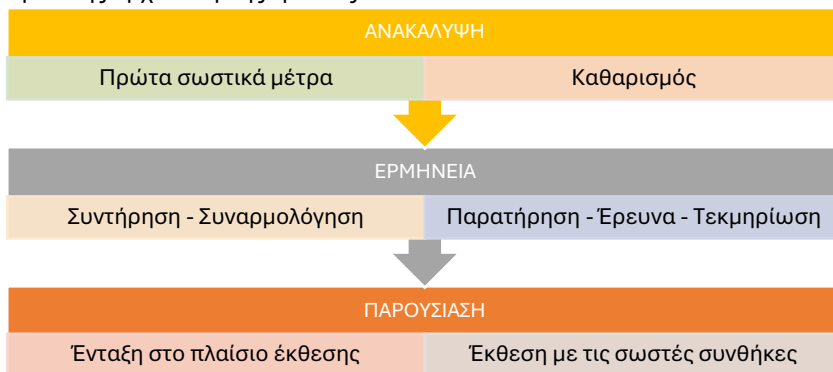 ΑΝΑΚΑΛΥΨΗ
Πρώτα σωστικά μέτρα
Καθαρισμός
ΕΡΜΗΝΕΙΑ
Συντήρηση - Συναρμολόγηση
Παρατήρηση - Έρευνα - Τεκμηρίωση
ΠΑΡΟΥΣΙΑΣΗ
Ένταξη στο πλαίσιο έκθεσης
Έκθεση με τις σωστές συνθήκες